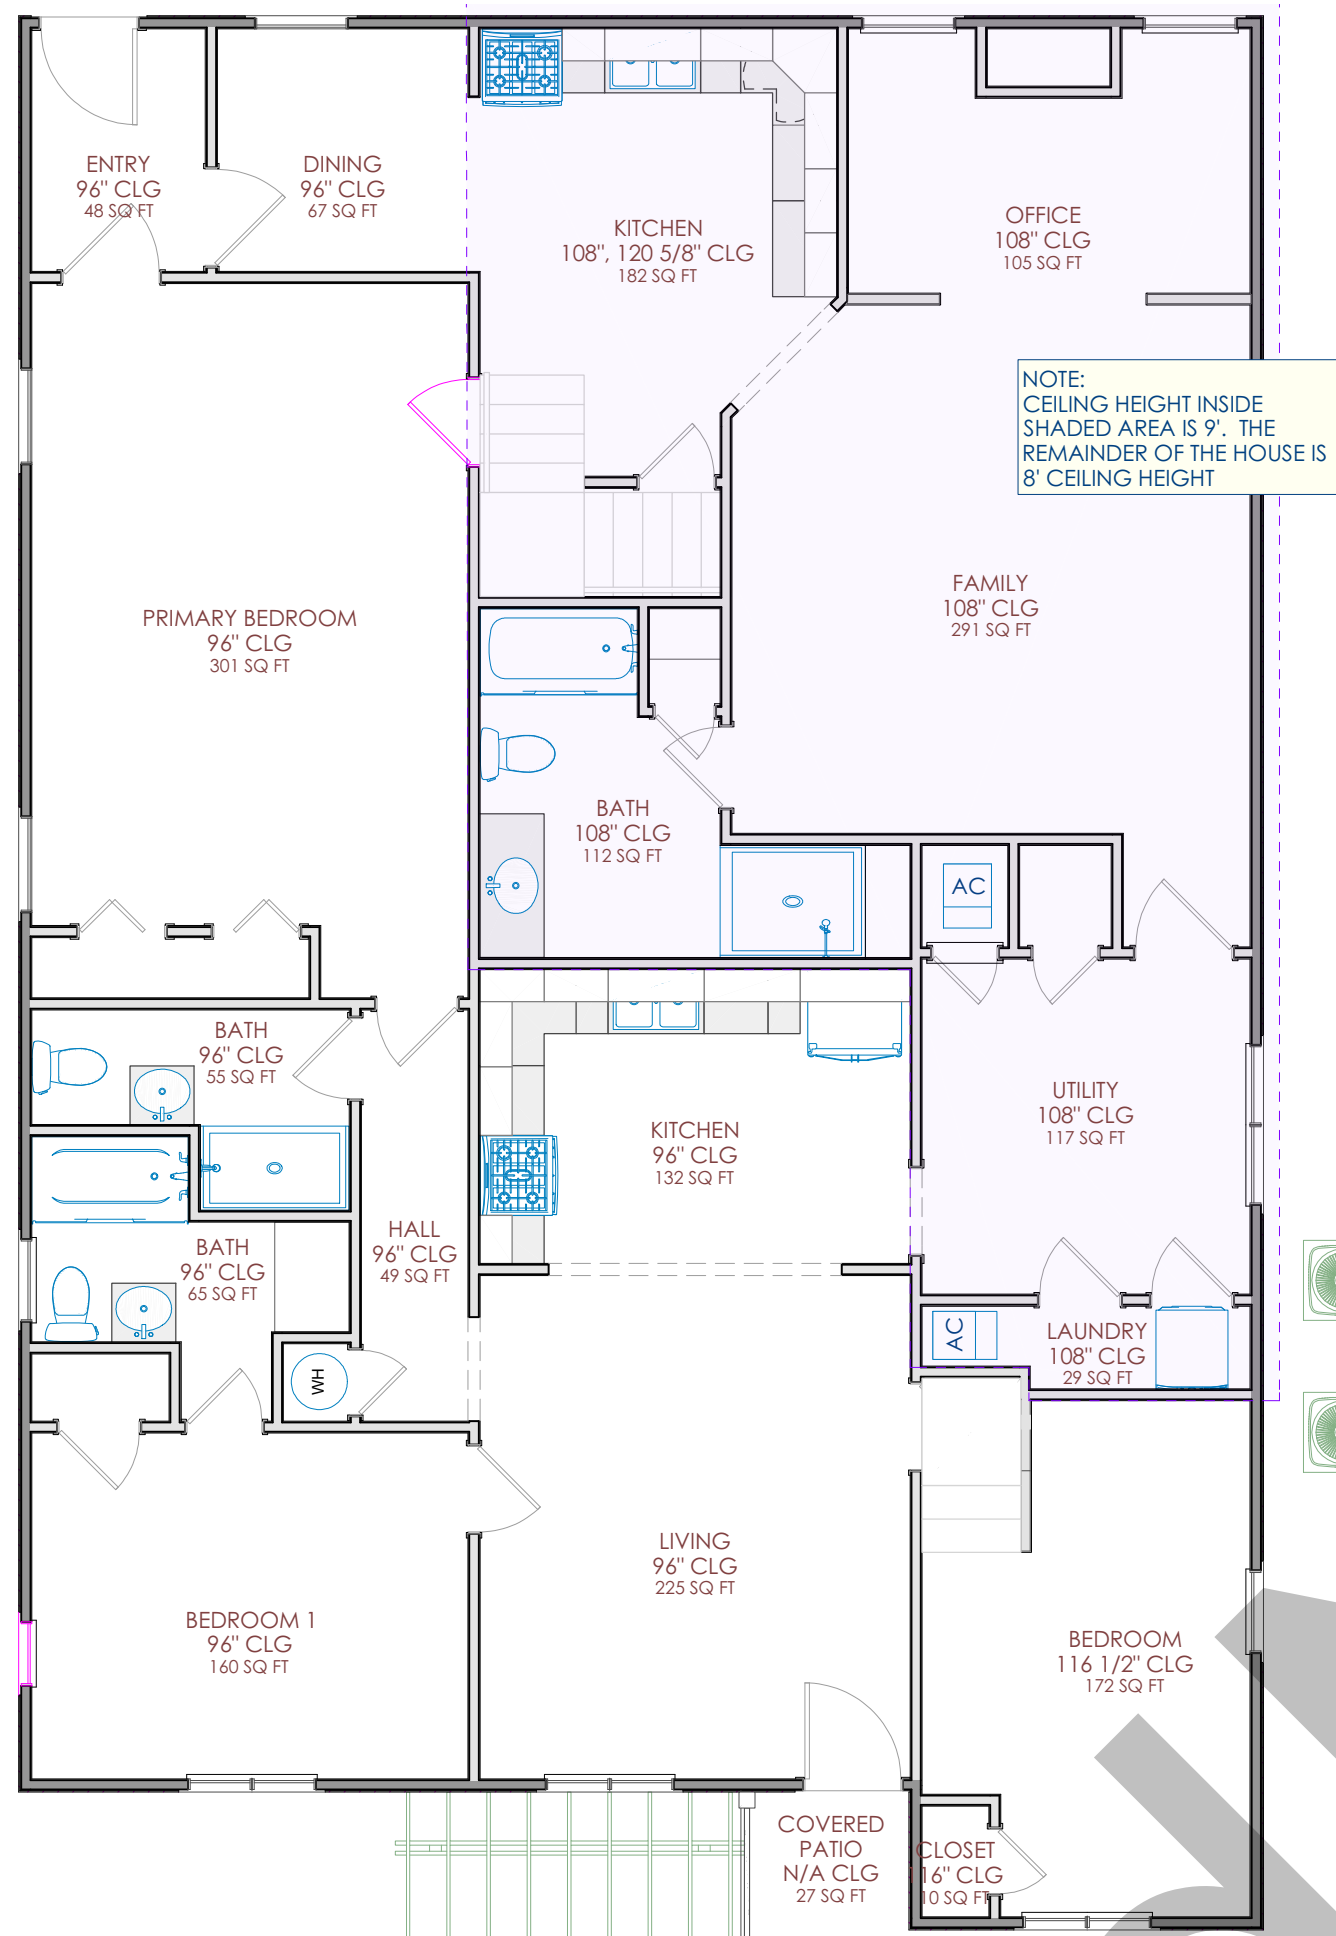 ENTRY
96" CLG
48 SQ FT
DINING
96" CLG
67 SQ FT
KITCHEN
108", 120 5/8" CLG
182 SQ FT
OFFICE
108" CLG
105 SQ FT
NOTE:
CEILING HEIGHT INSIDE
SHADED AREA IS 9'. THE
REMAINDER OF THE HOUSE IS
8' CEILING HEIGHT
PRIMARY BEDROOM
96" CLG
301 SQ FT
FAMILY
108" CLG
291 SQ FT
BATH
108" CLG
112 SQ FT
AC
BATH
96" CLG
55 SQ FT
KITCHEN
96" CLG
132 SQ FT
UTILITY
108" CLG
117 SQ FT
HALL
96" CLG
49 SQ FT
BATH
96" CLG
65 SQ FT
WH
AC
LAUNDRY
108" CLG
29 SQ FT
LIVING
96" CLG
225 SQ FT
BEDROOM 1
96" CLG
160 SQ FT
BEDROOM
116 1/2" CLG
172 SQ FT
COVERED
PATIO
N/A CLG
27 SQ FT
CLOSET
116" CLG
10 SQ FT